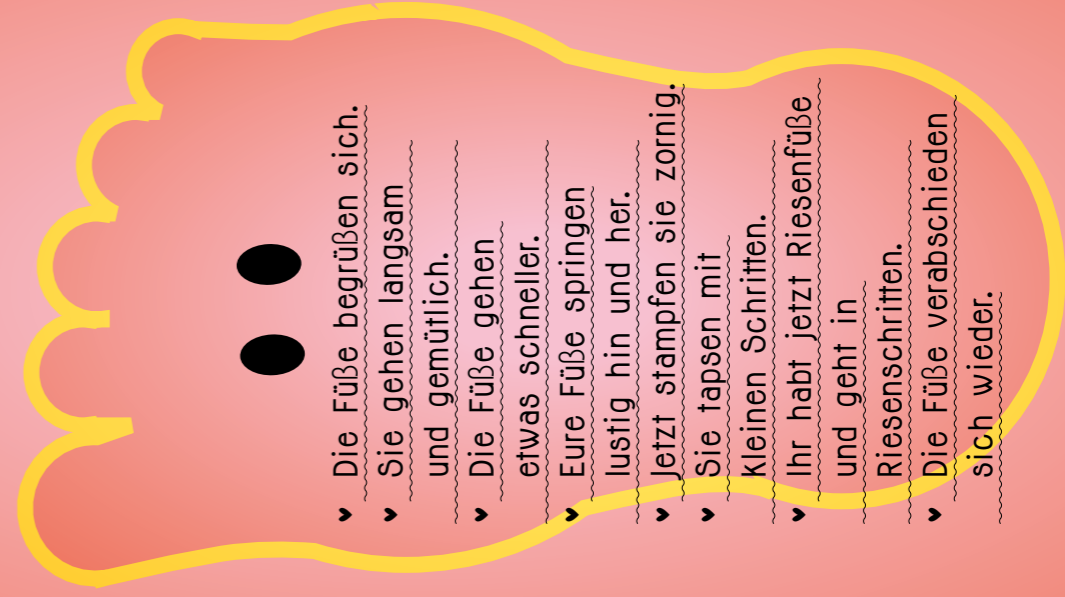 Die Füße begrüßen sich.
Sie gehen langsam
und gemütlich.
Die Füße gehen
etwas schneller.
Eure Füße springen
lustig hin und her.
Jetzt stampfen sie zornig.
Sie tapsen mit
Kleinen Schritten.
Ihr habt jetzt Riesenfüße
und geht in
Riesenschritten.
Die Füße verabschieden
sich wieder.